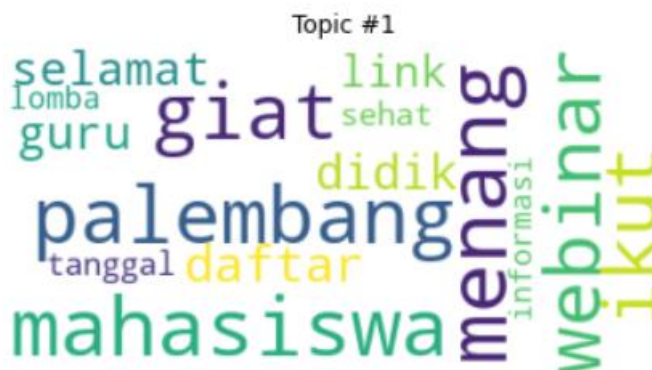 Topic #1
selamat
link
lomba
giat
sehat
guru
didik
palembang
tanggal
daftar
mahasiswa
menang
informasi
webinar
ikut